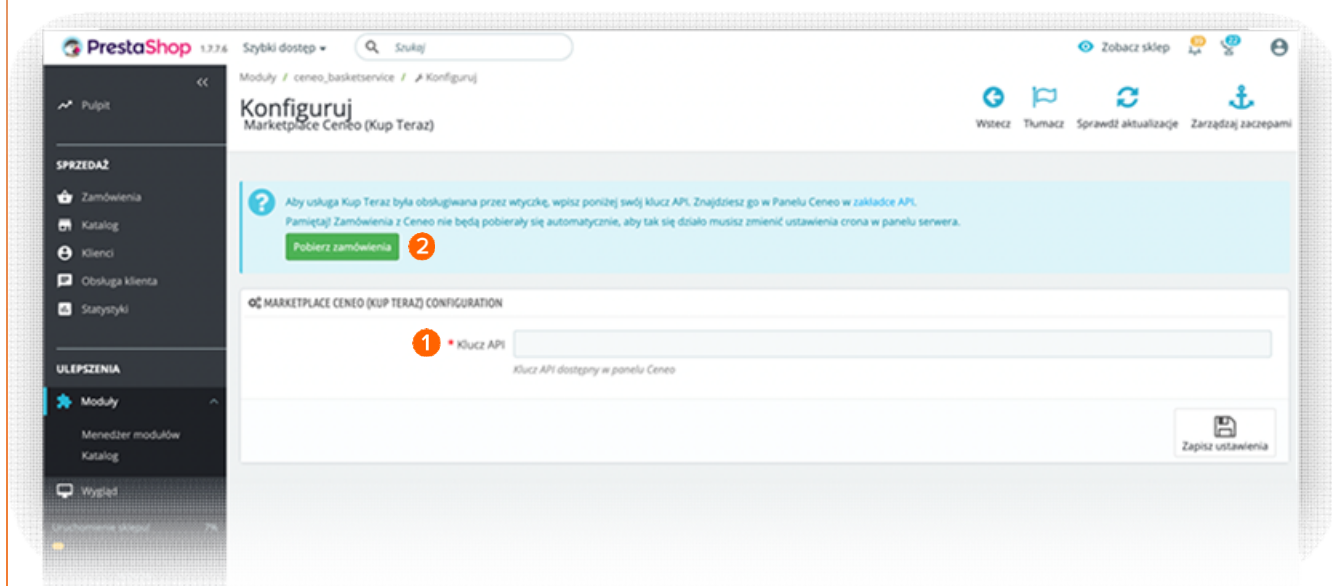 PrestaShop 1.7.7.6 Szybki dostęp Szukaj Zobacz sklep 22
Moduły / ceneo_basketservice / Konfiguruj
Konfiguruj
Marketplace Ceneo (Kup Teraz)
Wstecz Tłumacz Sprawdź aktualizacje Zarządzaj zaczepami
Pulpit
SPRZEDAŻ
Zamówienia
Katalog
Klienci
Obsługa klienta
Statystyki
ULEPSZENIA
Moduły
Menedżer modułów
Katalog
Wygląd
Uruchomienie sklepu! 7%
Aby usługa Kup Teraz była obsługiwana przez wtyczkę, wpisz poniżej swój klucz API. Znajdziesz go w Panelu Ceneo w zakładce API.
Pamiętaj! Zamówienia z Ceneo nie będą pobierały się automatycznie, aby tak się działo musisz zmienić ustawienia crona w panelu serwera.
Pobierz zamówienia 2
MARKETPLACE CENEO (KUP TERAZ) CONFIGURATION
1 * Klucz API
Klucz API dostępny w panelu Ceneo
Zapisz ustawienia